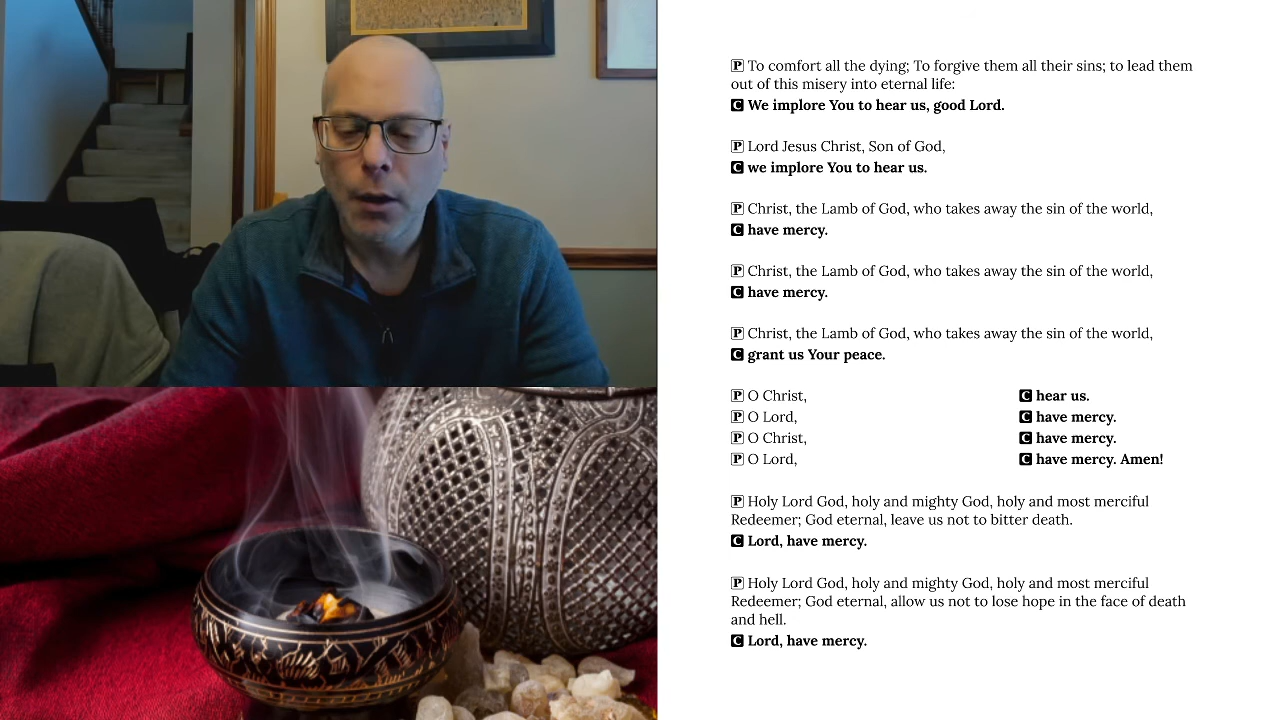 P To comfort all the dying; To forgive them all their sins; to lead them
out of this misery into eternal life:
C We implore You to hear us, good Lord.
P Lord Jesus Christ, Son of God,
C we implore You to hear us.
P Christ, the Lamb of God, who takes away the sin of the world,
C have mercy.
P Christ, the Lamb of God, who takes away the sin of the world,
C have mercy.
P Christ, the Lamb of God, who takes away the sin of the world,
C grant us Your peace.
P O Christ, C hear us.
P O Lord, C have mercy.
P O Christ, C have mercy.
P O Lord, C have mercy. Amen!
P Holy Lord God, holy and mighty God, holy and most merciful
Redeemer; God eternal, leave us not to bitter death.
C Lord, have mercy.
P Holy Lord God, holy and mighty God, holy and most merciful
Redeemer; God eternal, allow us not to lose hope in the face of death
and hell.
C Lord, have mercy.